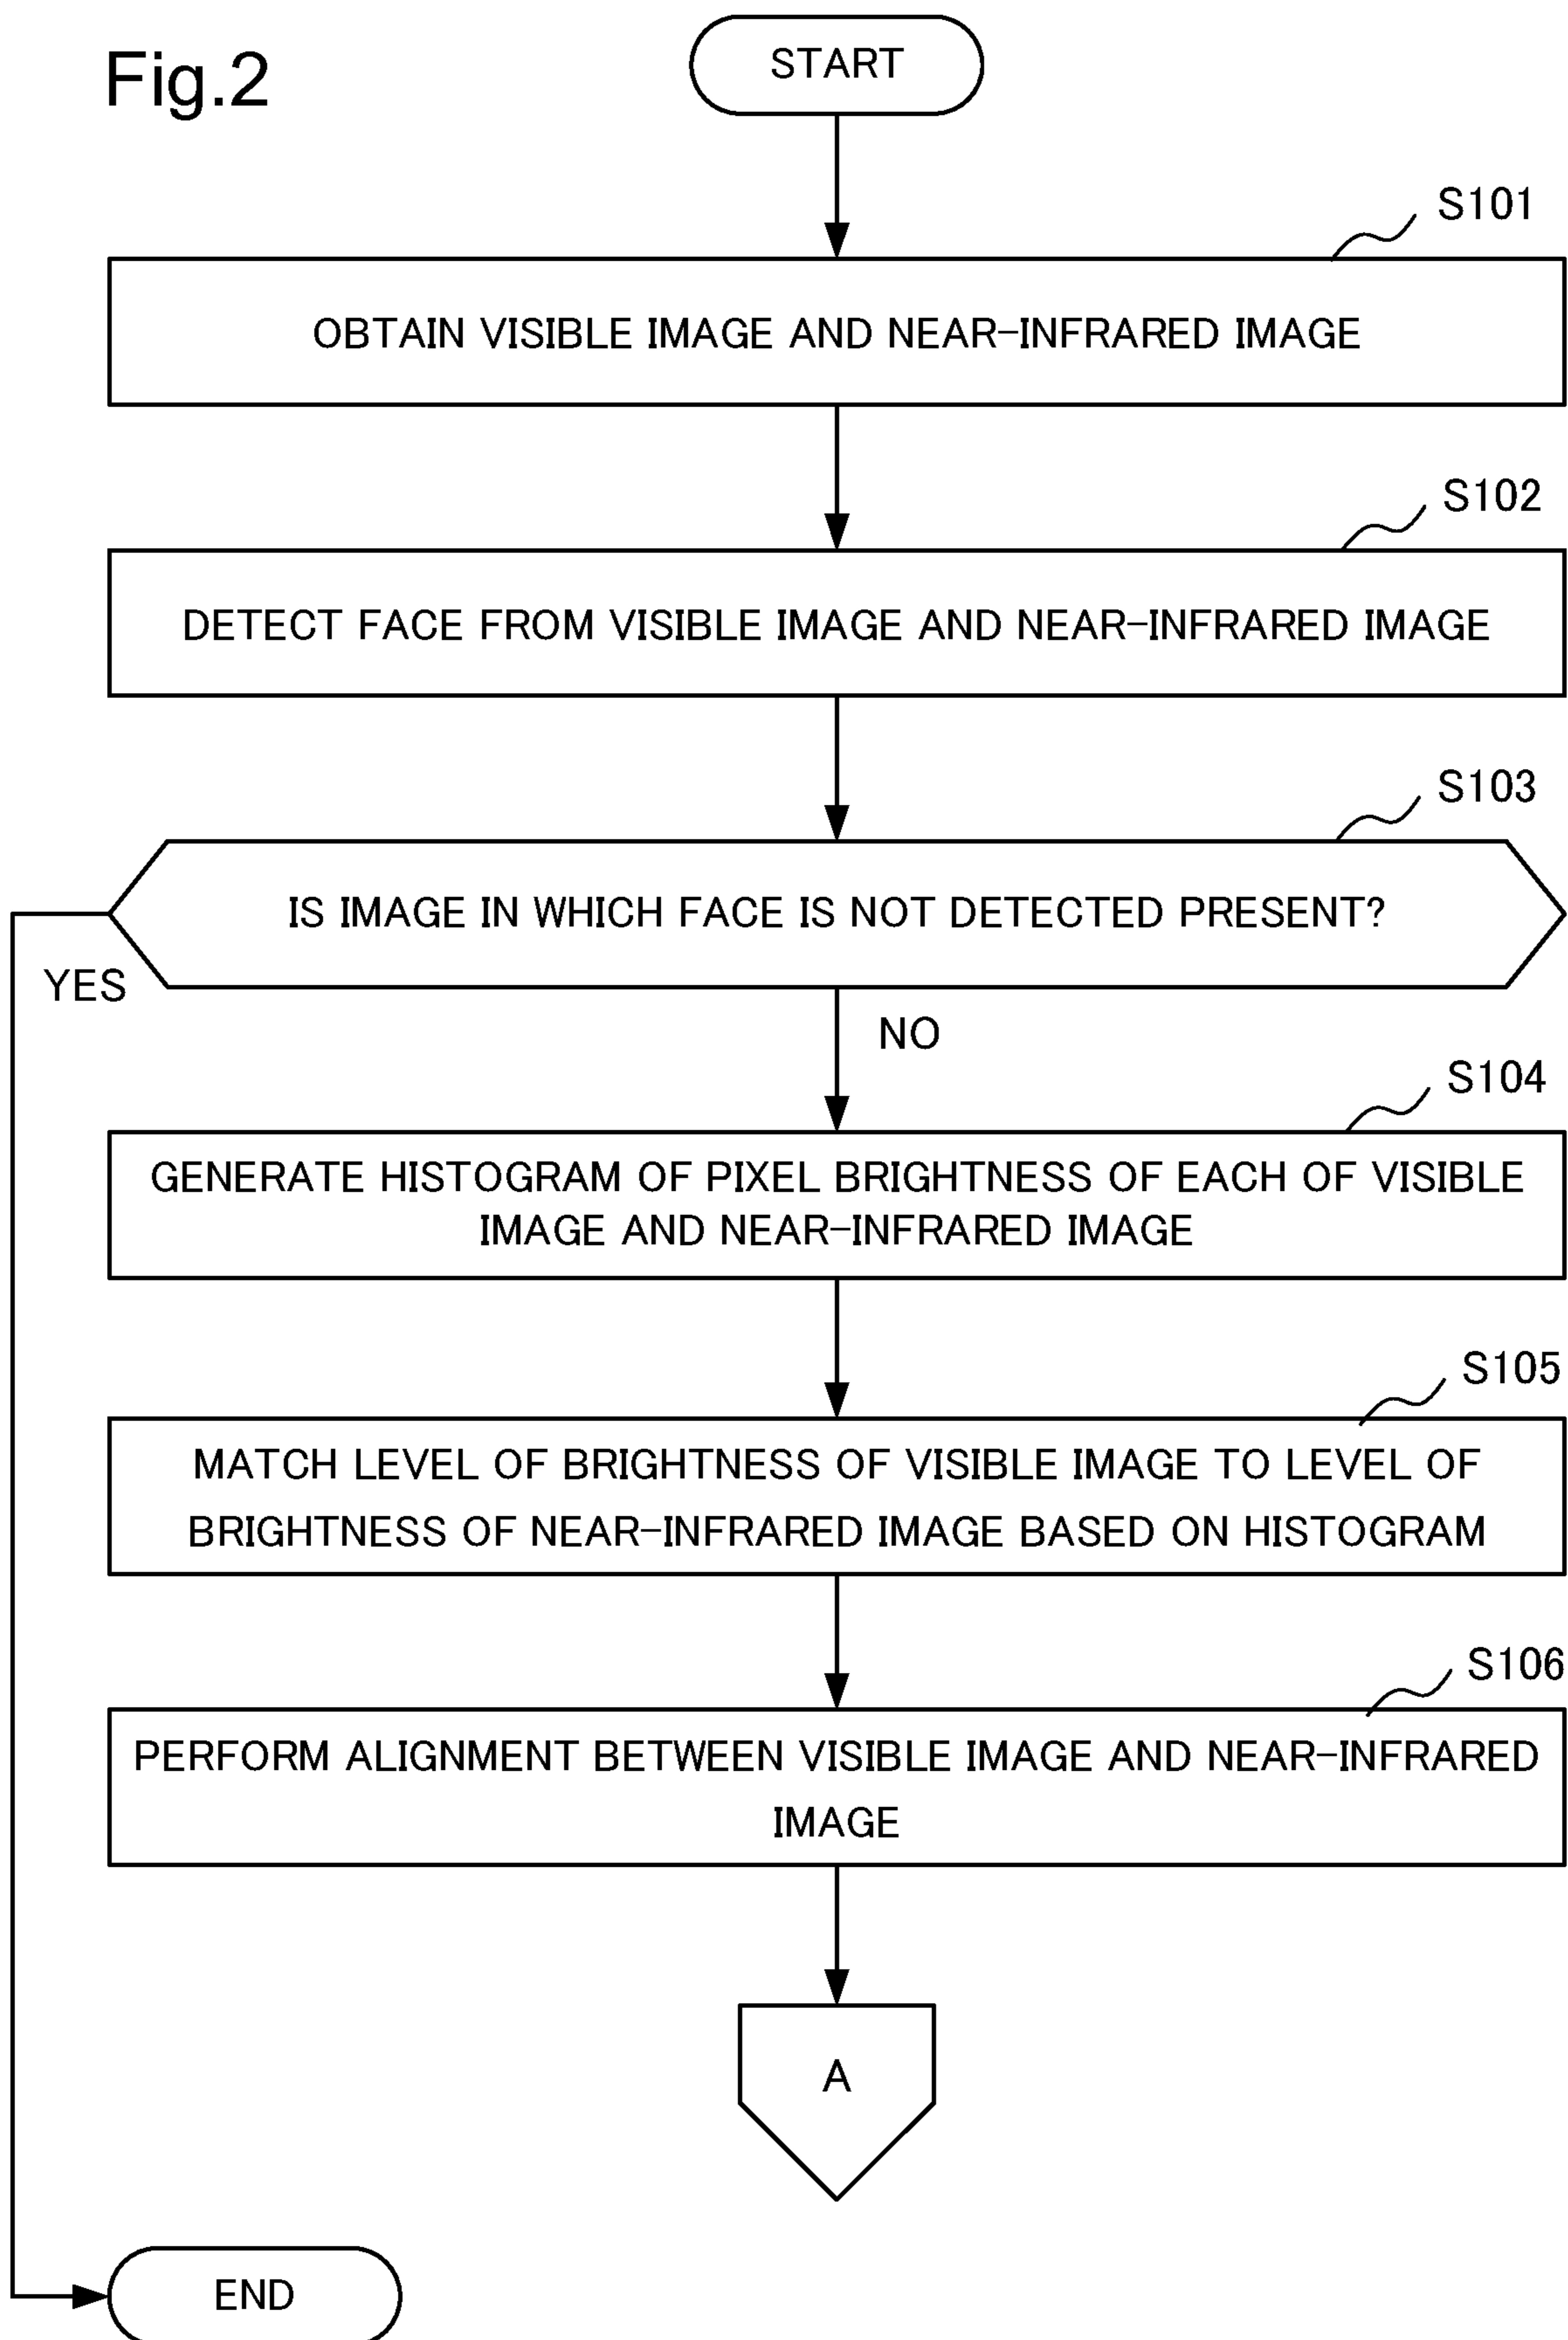 Fig.2
START
S101
OBTAIN VISIBLE IMAGE AND NEAR-INFRARED IMAGE
S102
DETECT FACE FROM VISIBLE IMAGE AND NEAR-INFRARED IMAGE
S103
IS IMAGE IN WHICH FACE IS NOT DETECTED PRESENT?
YES
NO
S104
GENERATE HISTOGRAM OF PIXEL BRIGHTNESS OF EACH OF VISIBLE
IMAGE AND NEAR-INFRARED IMAGE
S105
MATCH LEVEL OF BRIGHTNESS OF VISIBLE IMAGE TO LEVEL OF
BRIGHTNESS OF NEAR-INFRARED IMAGE BASED ON HISTOGRAM
S106
PERFORM ALIGNMENT BETWEEN VISIBLE IMAGE AND NEAR-INFRARED
IMAGE
A
END